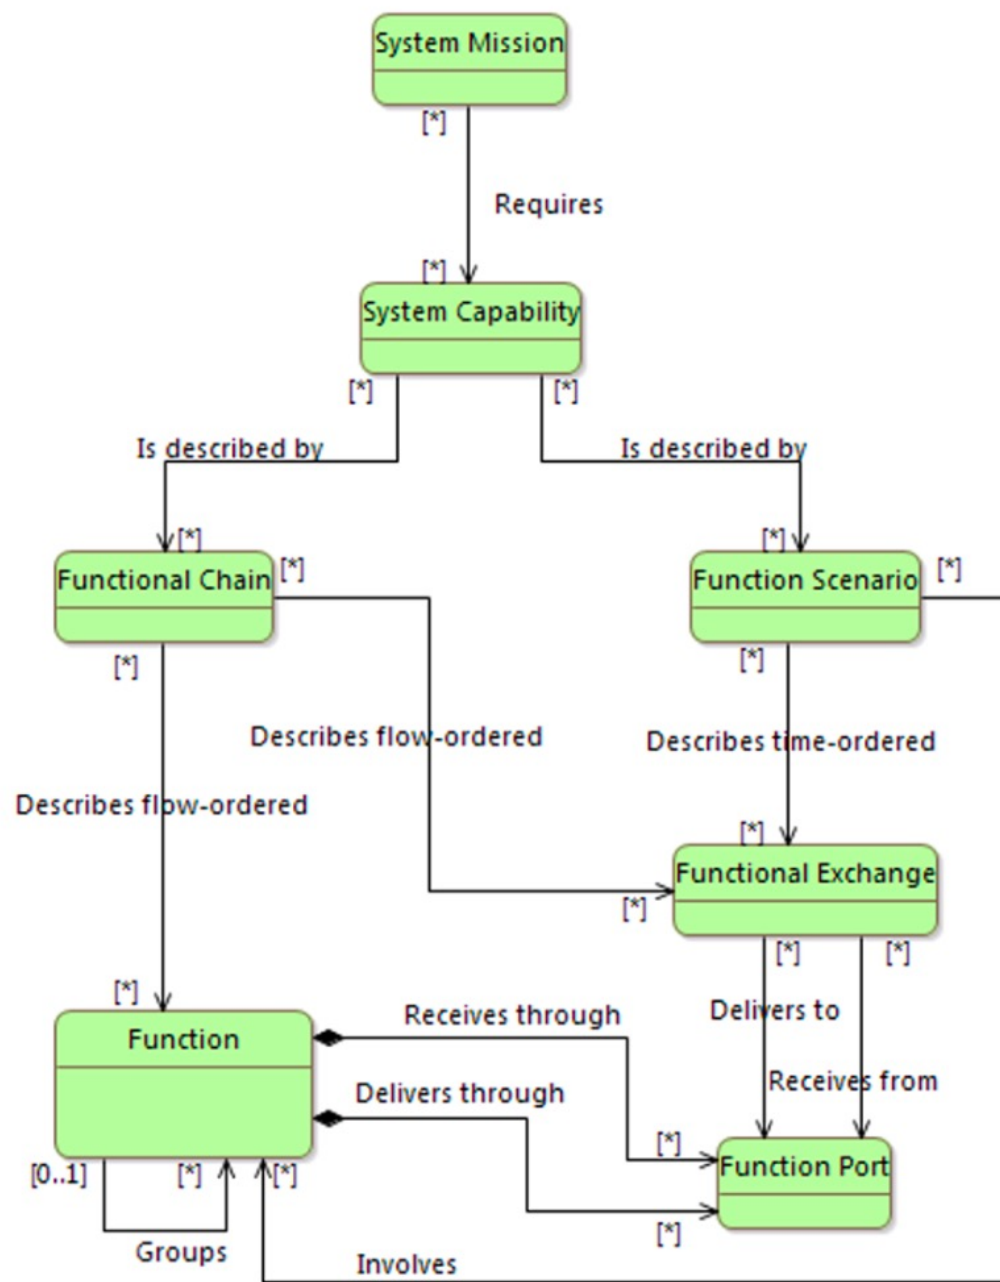 System Mission
[*]
Requires
[*]
System Capability
[*]
[*]
Is described by
Is described by
[*]
[*]
Functional Chain
[*]
Function Scenario
[*]
[*]
[*]
Describes flow-ordered
Describes time-ordered
Describes flow-ordered
[*]
Functional Exchange
[*]
[*]
[*]
[*]
Function
Receives through
Delivers to
Delivers through
Receives from
[*]
Function Port
[0..1]
[*]
[*]
[*]
Groups
Involves